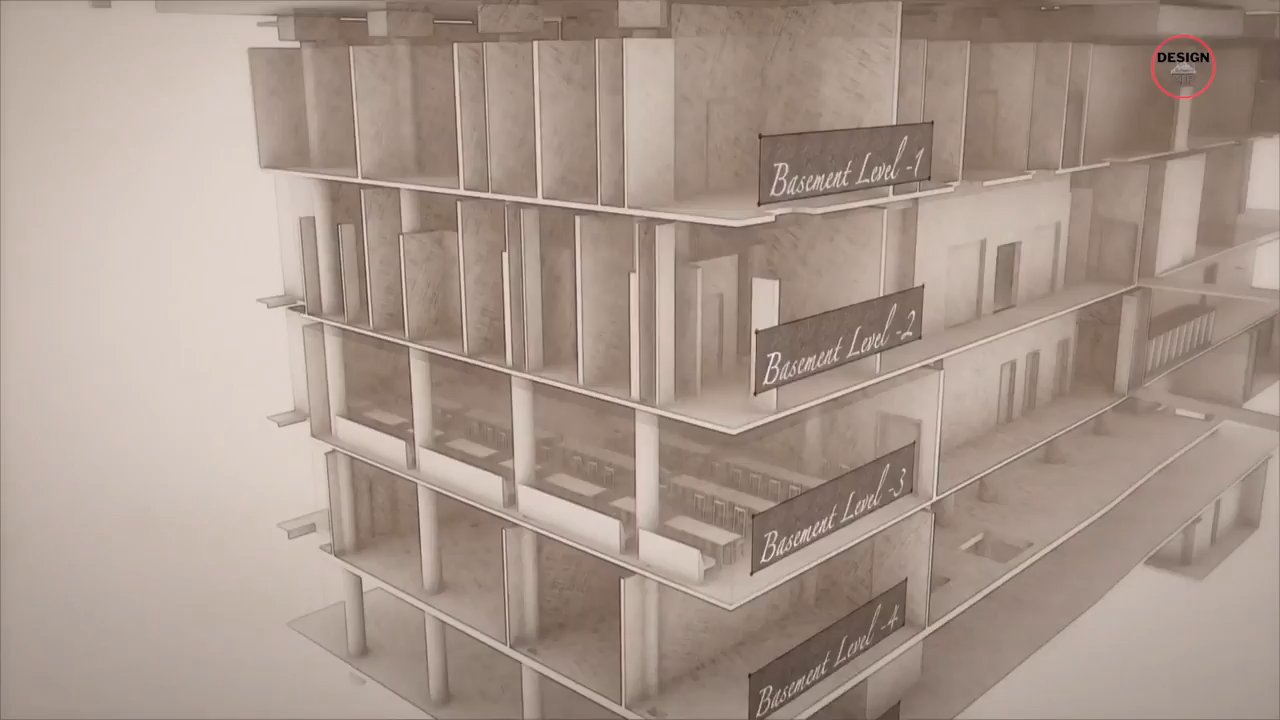 DESIGN
Basement Level -1
Basement Level -2
Basement Level -3
Basement Level -4